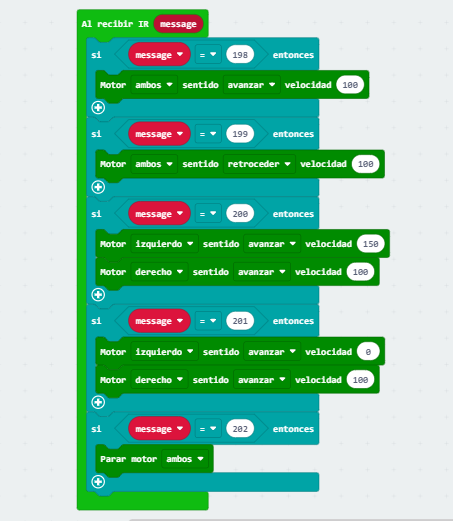 Al recibir IR message
si message = 198 entonces
Motor ambos sentido avanzar velocidad 100
si message = 199 entonces
Motor ambos sentido retroceder velocidad 100
si message = 200 entonces
Motor izquierdo sentido avanzar velocidad 150
Motor derecho sentido avanzar velocidad 100
si message = 201 entonces
Motor izquierdo sentido avanzar velocidad 0
Motor derecho sentido avanzar velocidad 100
si message = 202 entonces
Parar motor ambos